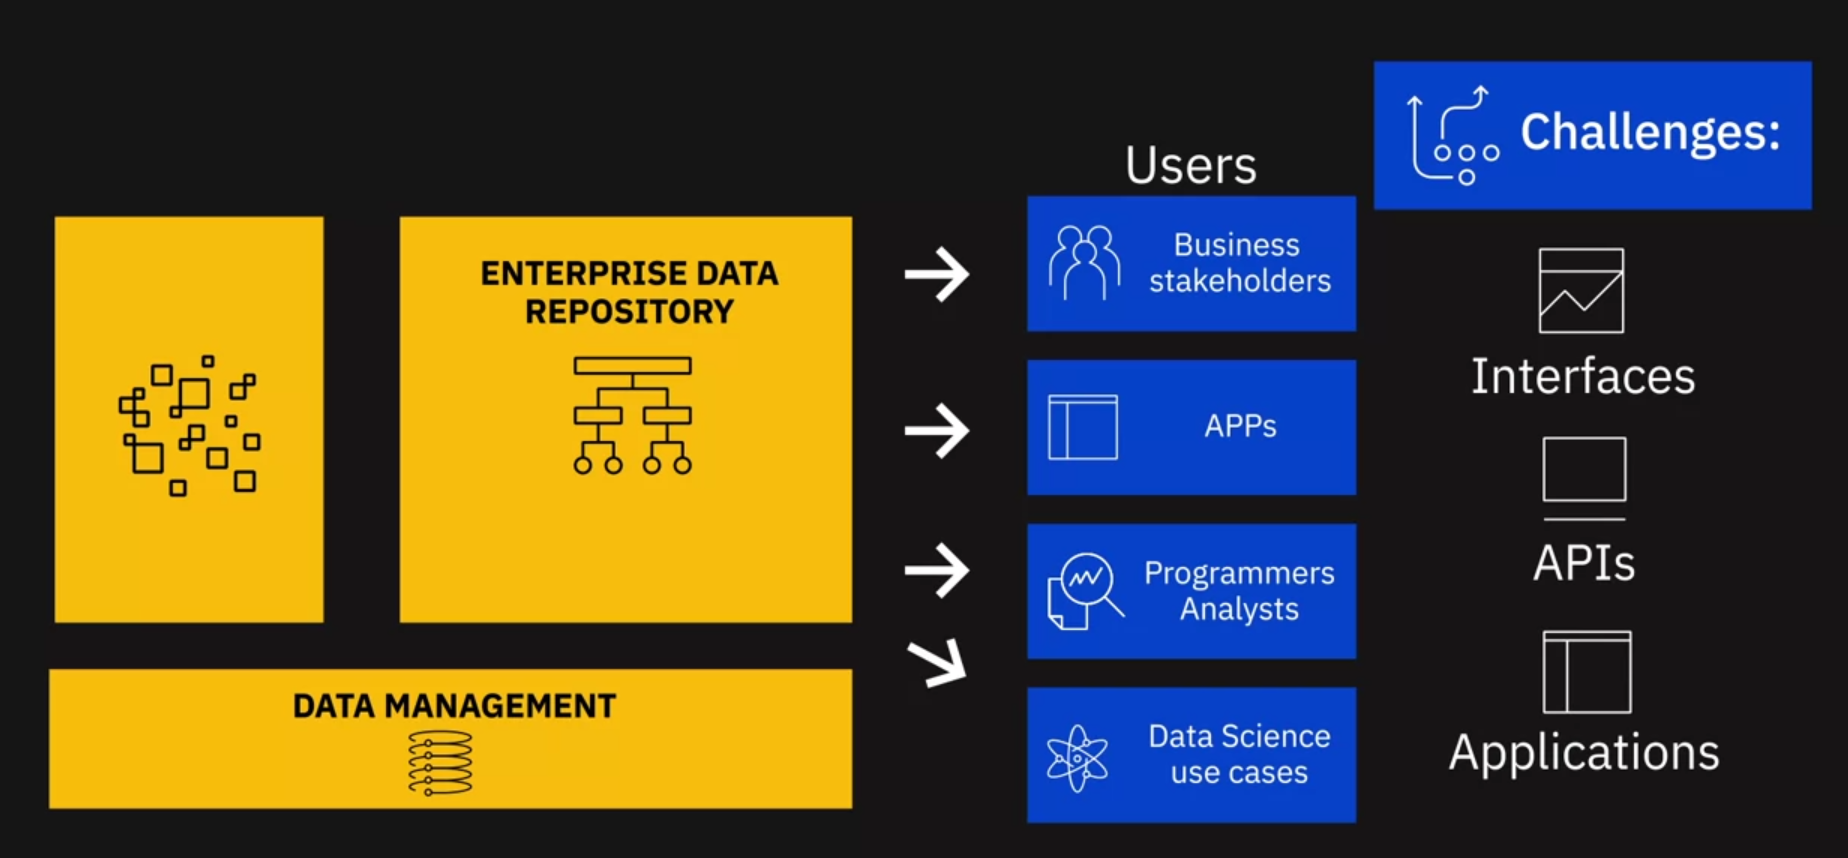 ENTERPRISE DATA
REPOSITORY
DATA MANAGEMENT
Users
Business
stakeholders
APPs
Programmers
Analysts
Data Science
use cases
Challenges:
Interfaces
APIs
Applications